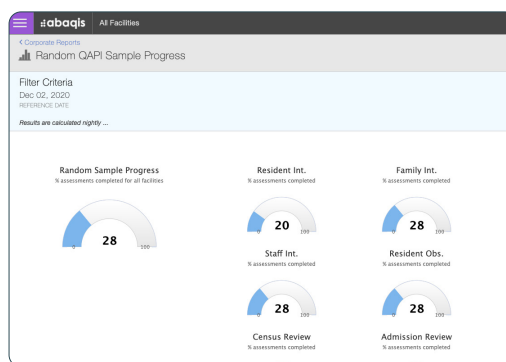 abaqis All Facilities
< Corporate Reports
Random QAPI Sample Progress
Filter Criteria
Dec 02, 2020
REFERENCE DATE
Results are calculated nightly ...
Random Sample Progress
% assessments completed for all facilities
28
0 100
Resident Int.
% assessments completed
20
0 100
Family Int.
% assessments completed
28
0 100
Staff Int.
% assessments completed
28
0 100
Resident Obs.
% assessments completed
28
0 100
Census Review
% assessments completed
Admission Review
% assessments completed